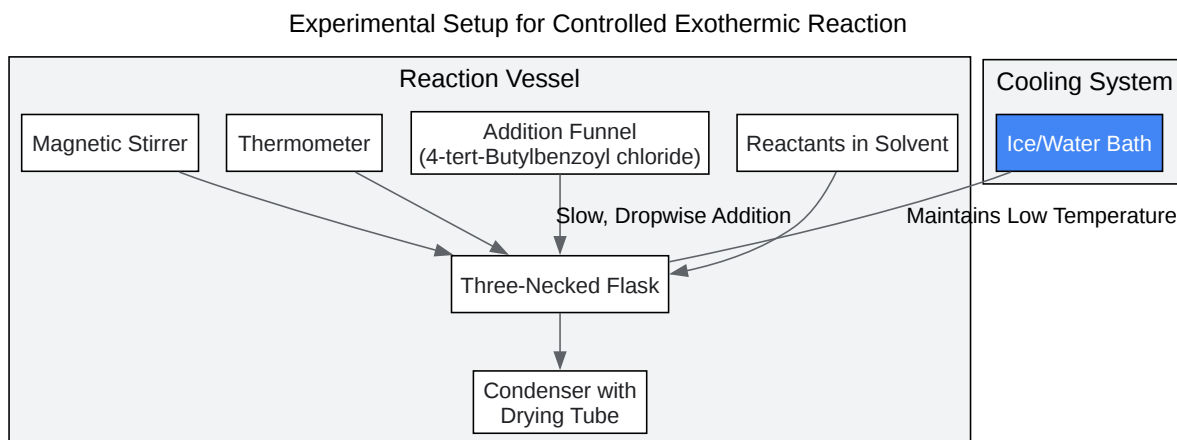 Experimental Setup for Controlled Exothermic Reaction
Reaction Vessel
Cooling System
Magnetic Stirrer
Thermometer
Addition Funnel
(4-tert-Butylbenzoyl chloride)
Reactants in Solvent
Ice/Water Bath
Slow, Dropwise Addition
Maintains Low Temperature
Three-Necked Flask
Condenser with
Drying Tube